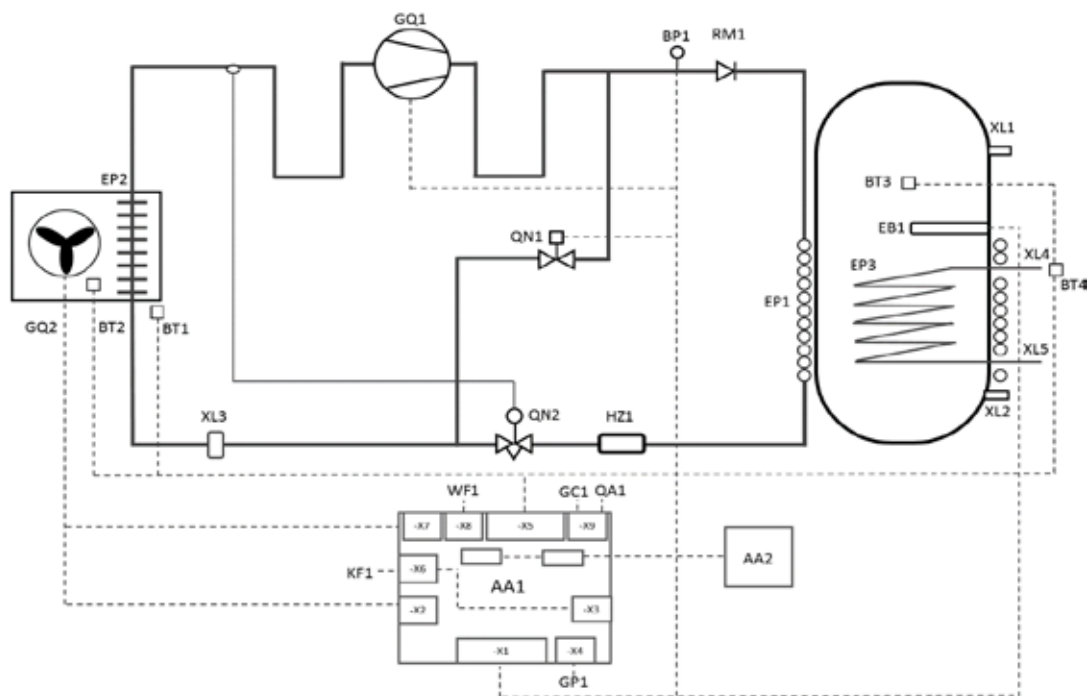 GQ1
BP1
RM1
XL1
EP2
BT3
QN1
EB1
XL4
EP3
BT4
EP1
GQ2
BT2
BT1
XL5
XL3
QN2
HZ1
XL2
WF1
GC1
QA1
-X7
-X8
-X5
-X9
KF1
-X6
AA1
AA2
-X2
-X3
-X1
-X4
GP1